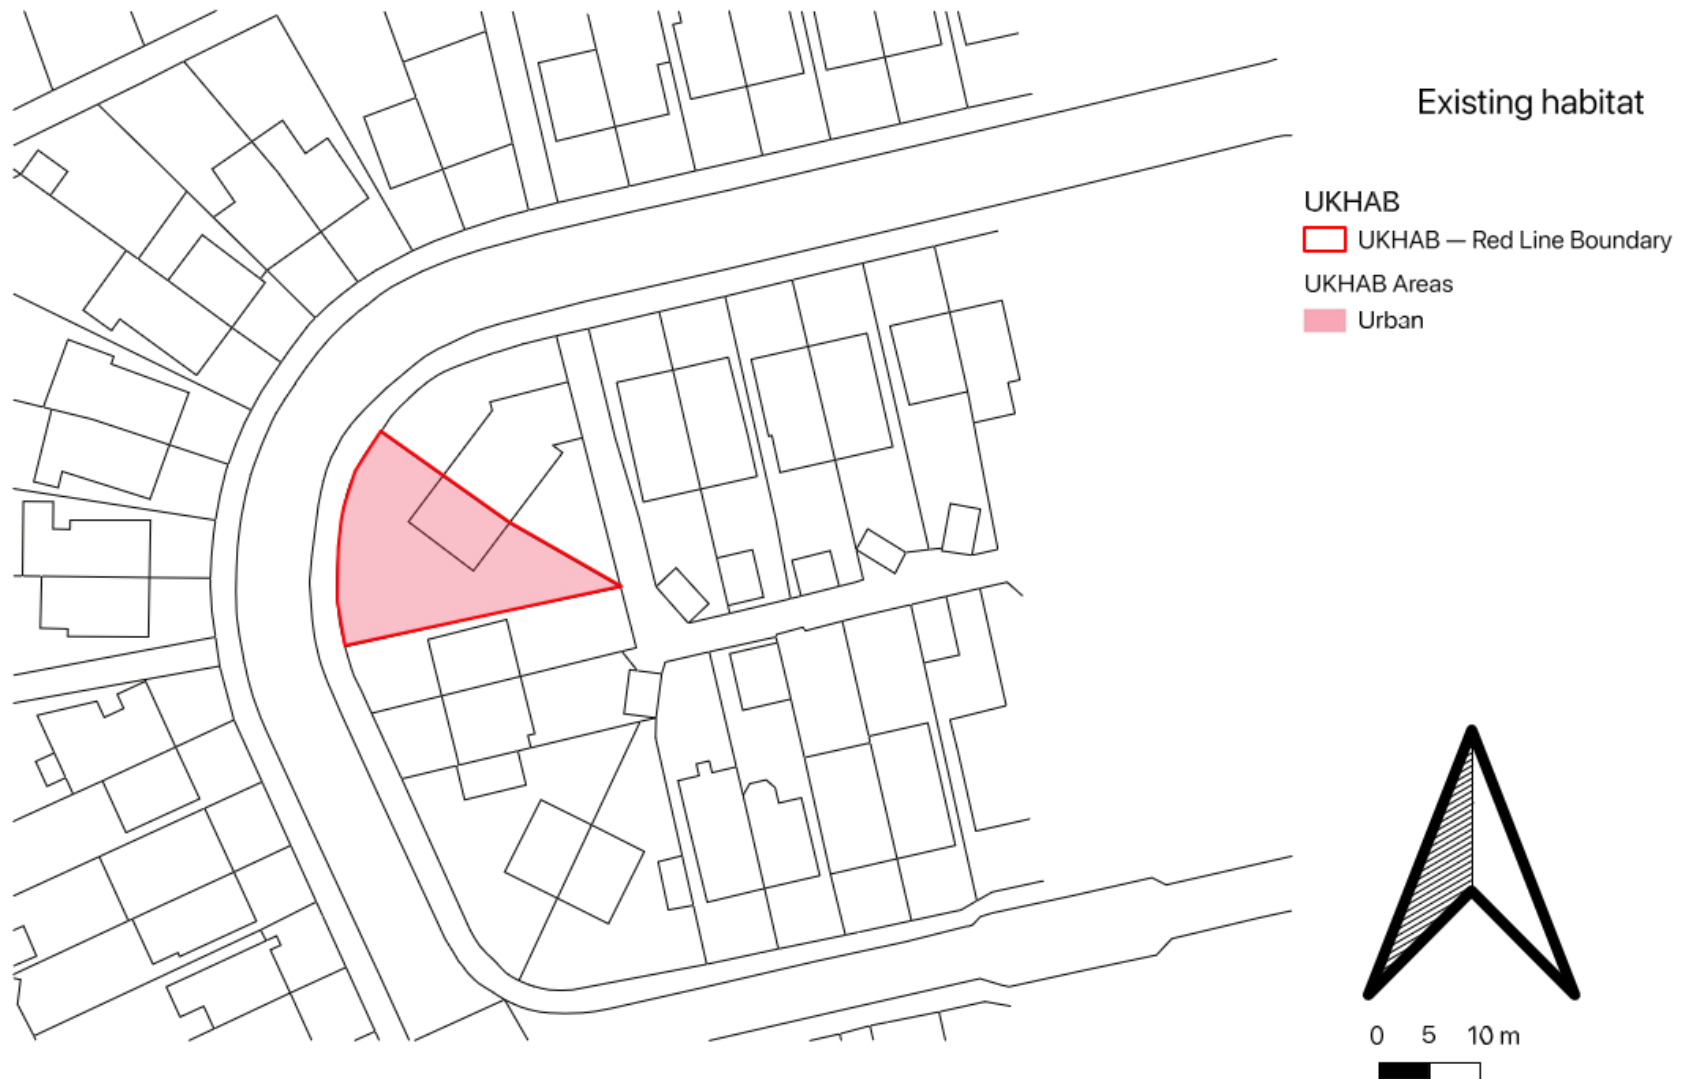 Existing habitat
UKHAB
UKHAB — Red Line Boundary
UKHAB Areas
Urban
0 5 10 m